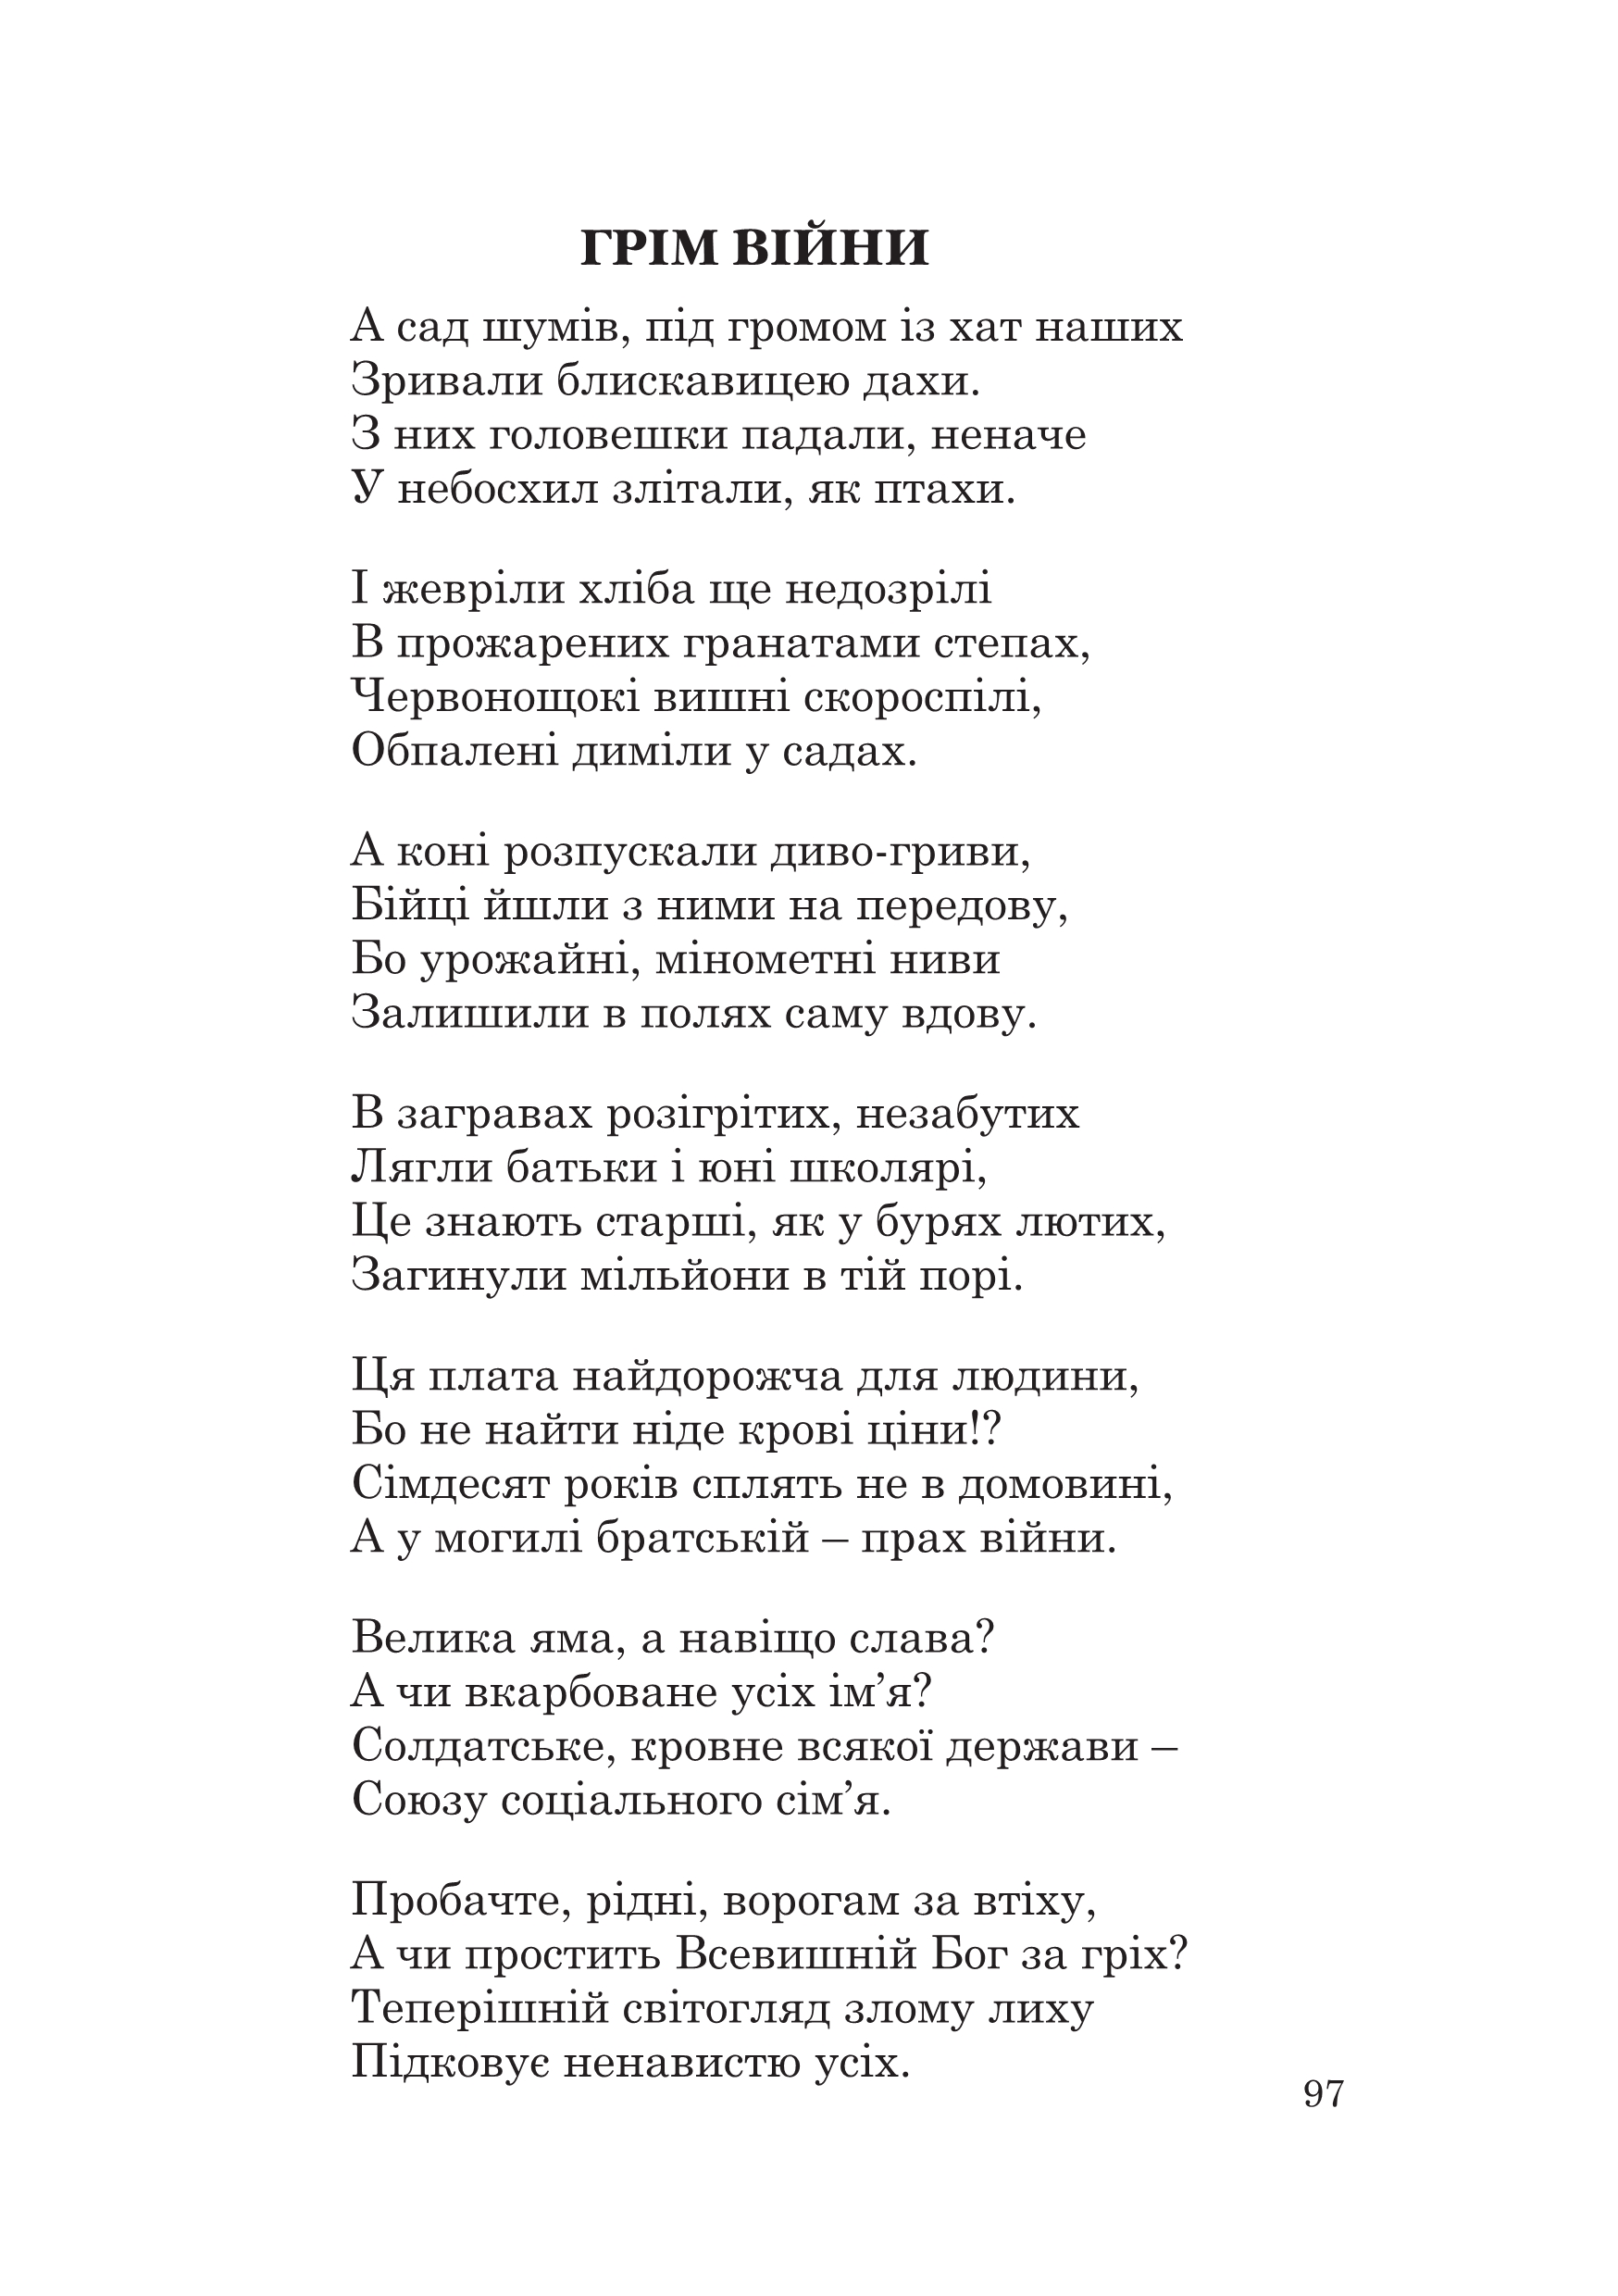 ГРІМ ВІЙНИ
А сад шумів, під громом із хат наших
Зривали блискавицею дахи.
З них головешки падали, неначе
У небосхил злітали, як птахи.
І жевріли хліба ще недозрілі
В прожарених гранатами степах,
Червонощокі вишні скороспілі,
Обпалені диміли у садах.
А коні розпускали диво-гриви,
Бійці йшли з ними на передову,
Бо урожайні, мінометні ниви
Залишили в полях саму вдову.
В загравах розігрітих, незабутих
Лягли батьки і юні школярі,
Це знають старші, як у бурях лютих,
Загинули мільйони в тій порі.
Ця плата найдорожча для людини,
Бо не найти ніде крові ціни!?
Сімдесят років сплять не в домовині,
А у могилі братській – прах війни.
Велика яма, а навіщо слава?
А чи вкарбоване усіх ім’я?
Солдатське, кровне всякої держави –
Союзу соціального сім’я.
Пробачте, рідні, ворогам за втіху,
А чи простить Всевишній Бог за гріх?
Теперішній світогляд злому лиху
Підковує ненавистю усіх.
97